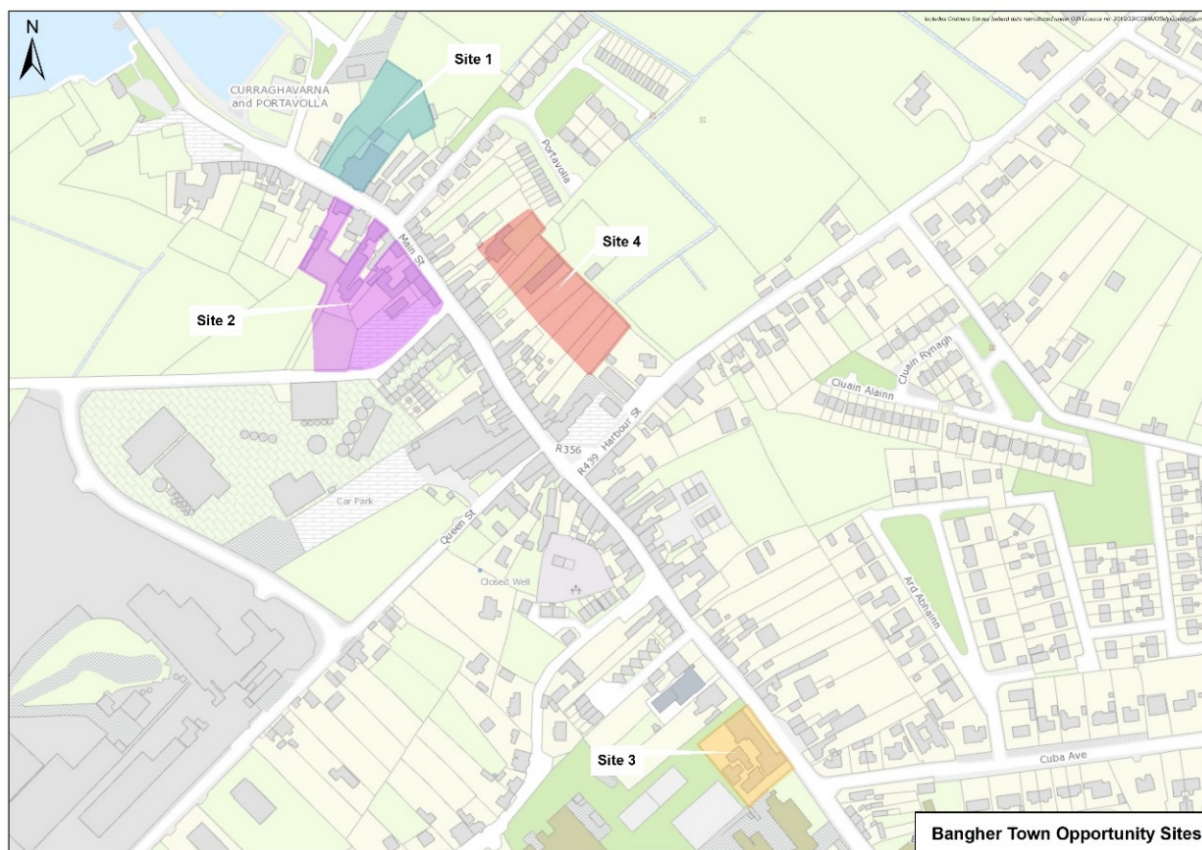 N
Site 1
CURRAGHAVARNA
and PORTAVOLLA
Portavolla
Main St
Site 4
Site 2
Cluain Rynagh
Cluain Alainn
R439 Harbour St
R356
Car Park
Queen St
Closed Well
Ard Abhainn
Site 3
Cuba Ave
Bangher Town Opportunity Sites